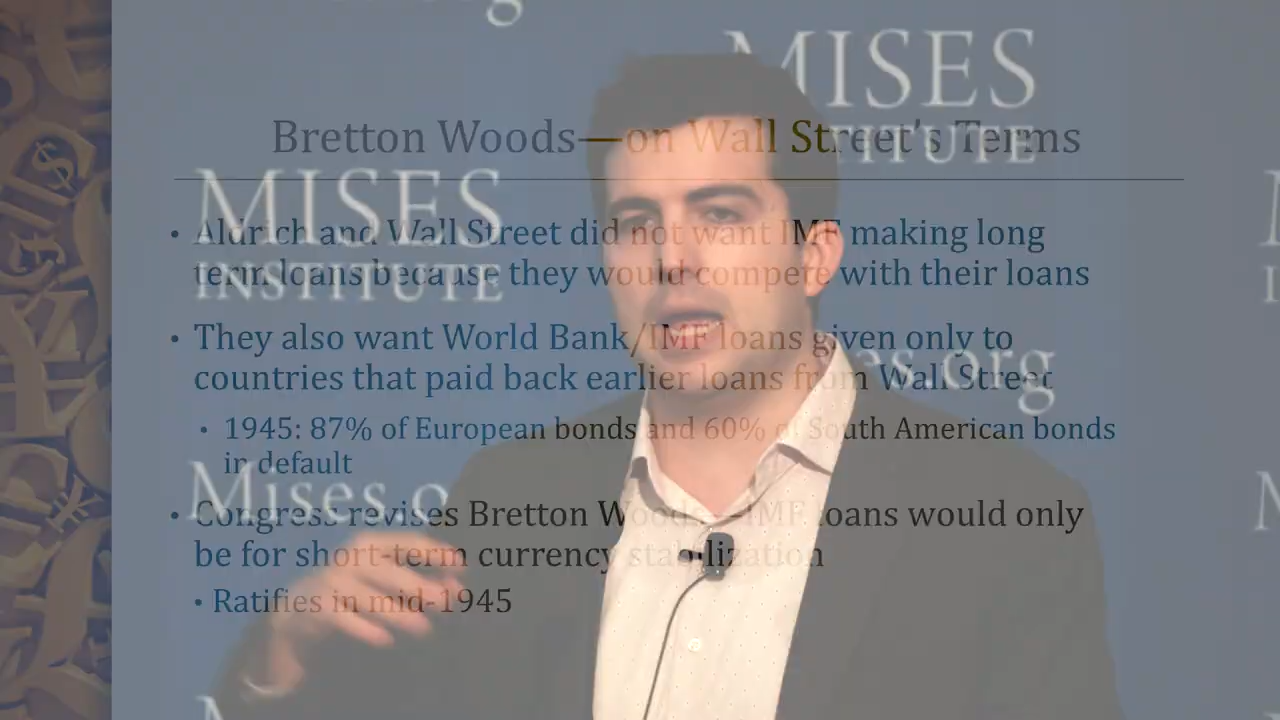 es.org
MISES
INSTITUTE
Bretton Woods—on Wall Street's Terms
MISES
INSTITUTE
• Aldrich and Wall Street did not want IMF making long
term loans because they would compete with their loans
• They also want World Bank/IMF loans given only to
countries that paid back earlier loans from Wall Street
es.org
• 1945: 87% of European bonds and 60% of South American bonds
in default
Mises.o
• Congress revises Bretton Woods—IMF loans would only
be for short-term currency stabilization
• Ratifies in mid-1945